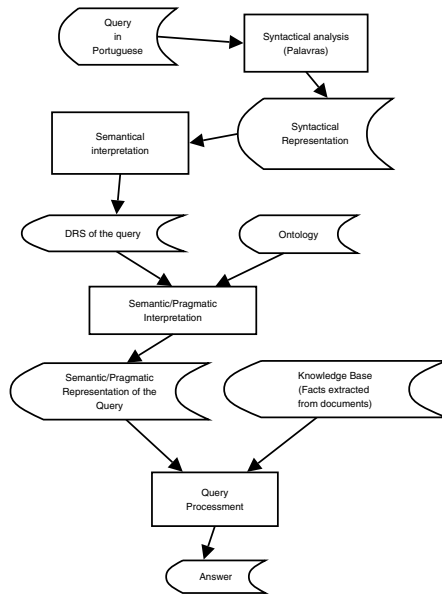 Query
in
Portuguese
Syntactical analysis
(Palavras)
Syntactical
Representation
Semantical
interpretation
DRS of the query
Ontology
Semantic/Pragmatic
Interpretation
Semantic/Pragmatic
Representation of the
Query
Knowledge Base
(Facts extracted
from documents)
Query
Processment
Answer